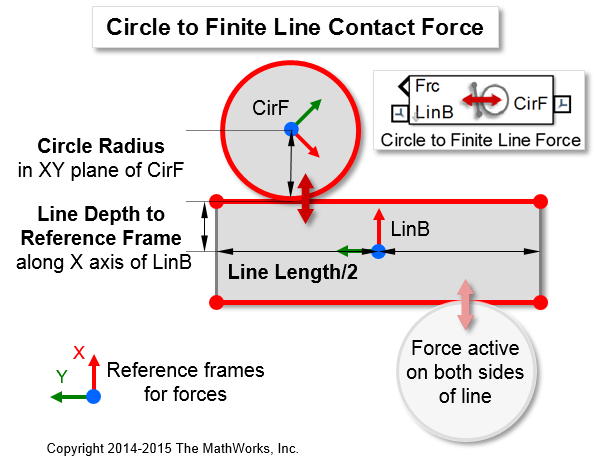 Circle to Finite Line Contact Force
CirF
Frc
LinB
CirF
Circle to Finite Line Force
Circle Radius
in XY plane of CirF
Line Depth to
Reference Frame
along X axis of LinB
LinB
Line Length/2
X
Y
Reference frames
for forces
Force active
on both sides
of line
Copyright 2014-2015 The MathWorks, Inc.